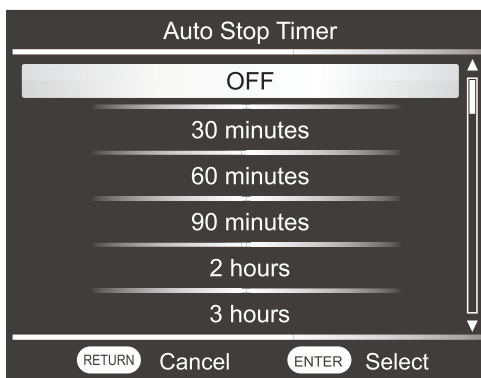 Auto Stop Timer
OFF
30 minutes
60 minutes
90 minutes
2 hours
3 hours
RETURN Cancel ENTER Select